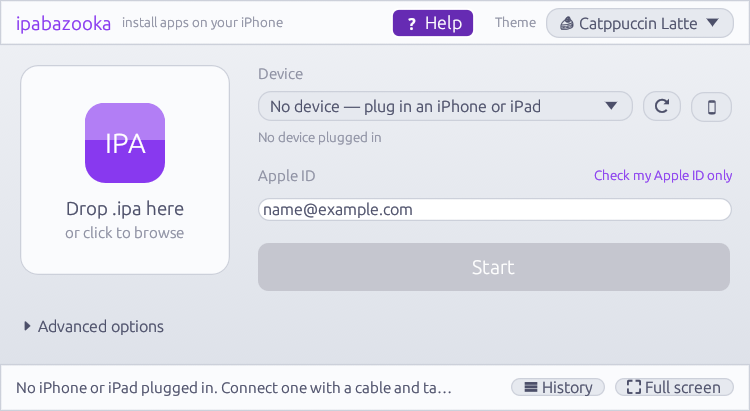 ipabazooka
install apps on your iPhone
? Help
Theme
Catppuccin Latte
IPA
Drop .ipa here
or click to browse
Device
No device — plug in an iPhone or iPad
No device plugged in
Apple ID
Check my Apple ID only
name@example.com
Start
Advanced options
No iPhone or iPad plugged in. Connect one with a cable and ta…
History
Full screen